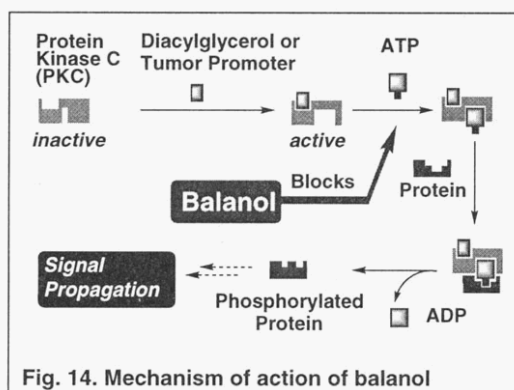 Protein
Kinase C
(PKC)
Diacylglycerol or
Tumor Promoter
ATP
inactive
active
Blocks
Balanol
Protein
Signal
Propagation
Phosphorylated
Protein
ADP
Fig. 14. Mechanism of action of balanol